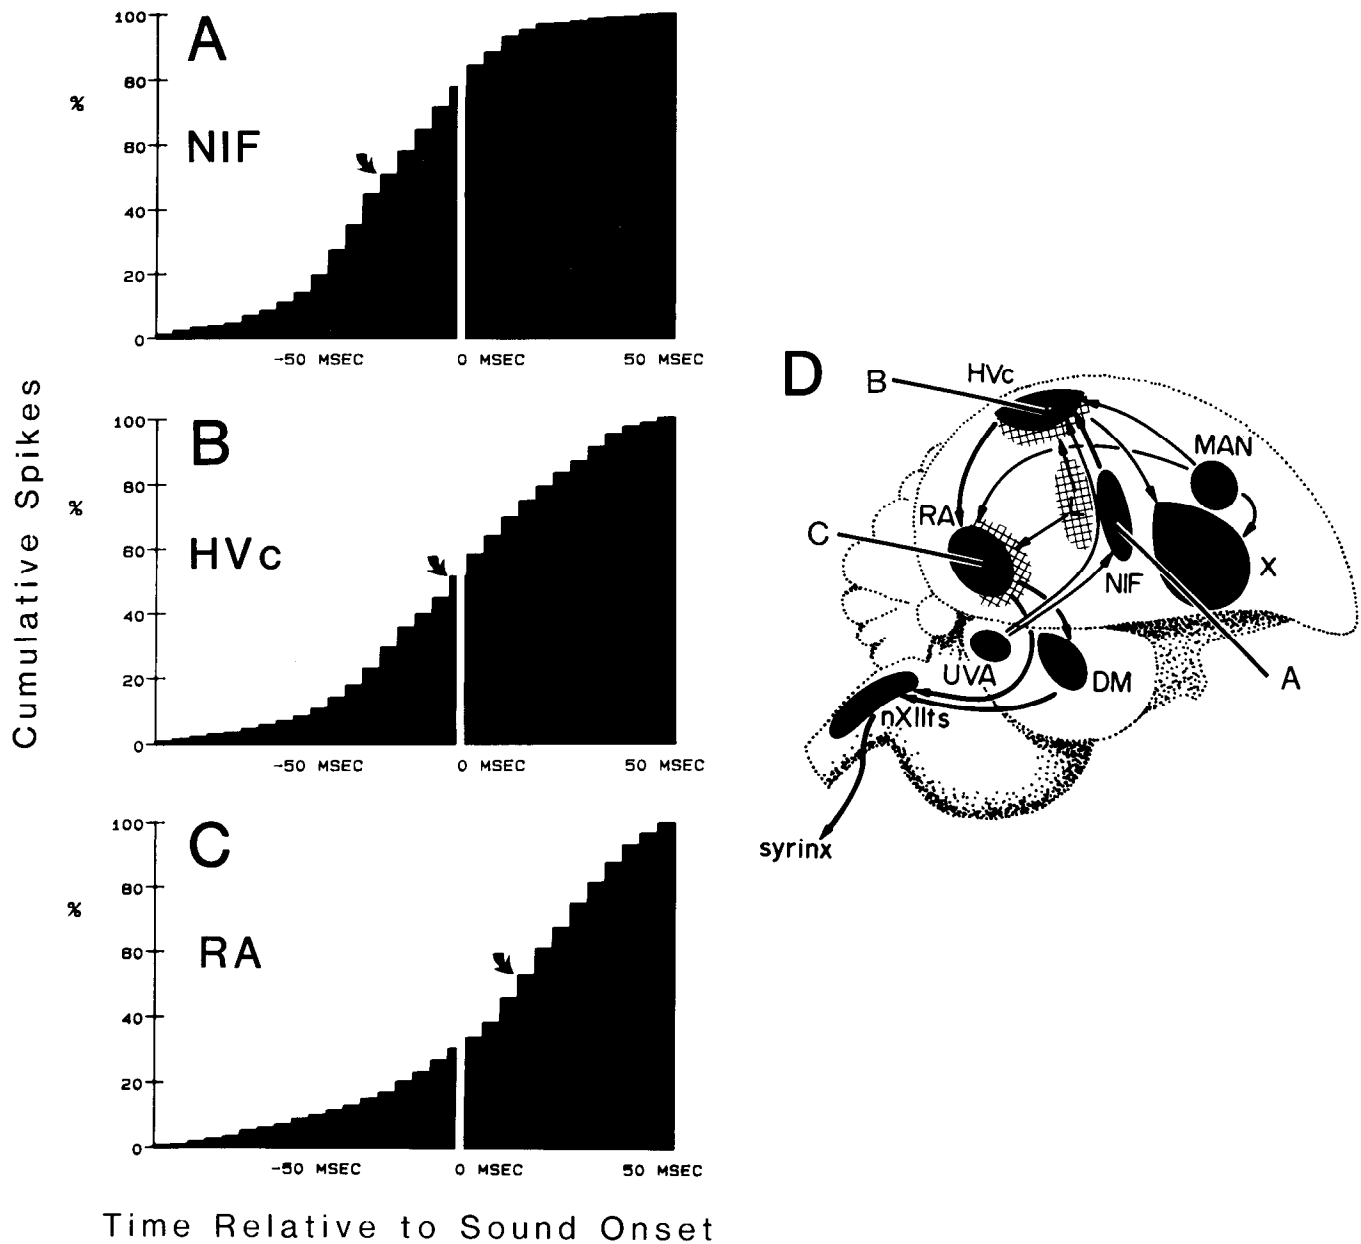 A
NIF
%
100
80
60
40
20
0
-50 MSEC
0 MSEC
50 MSEC
B
HVc
%
100
80
60
40
20
0
-50 MSEC
0 MSEC
50 MSEC
C
RA
%
100
80
60
40
20
0
-50 MSEC
0 MSEC
50 MSEC
Cumulative Spikes
Time Relative to Sound Onset
D
B
HVc
MAN
RA
L
C
NIF
X
UVA
DM
A
nXIIts
syrinx